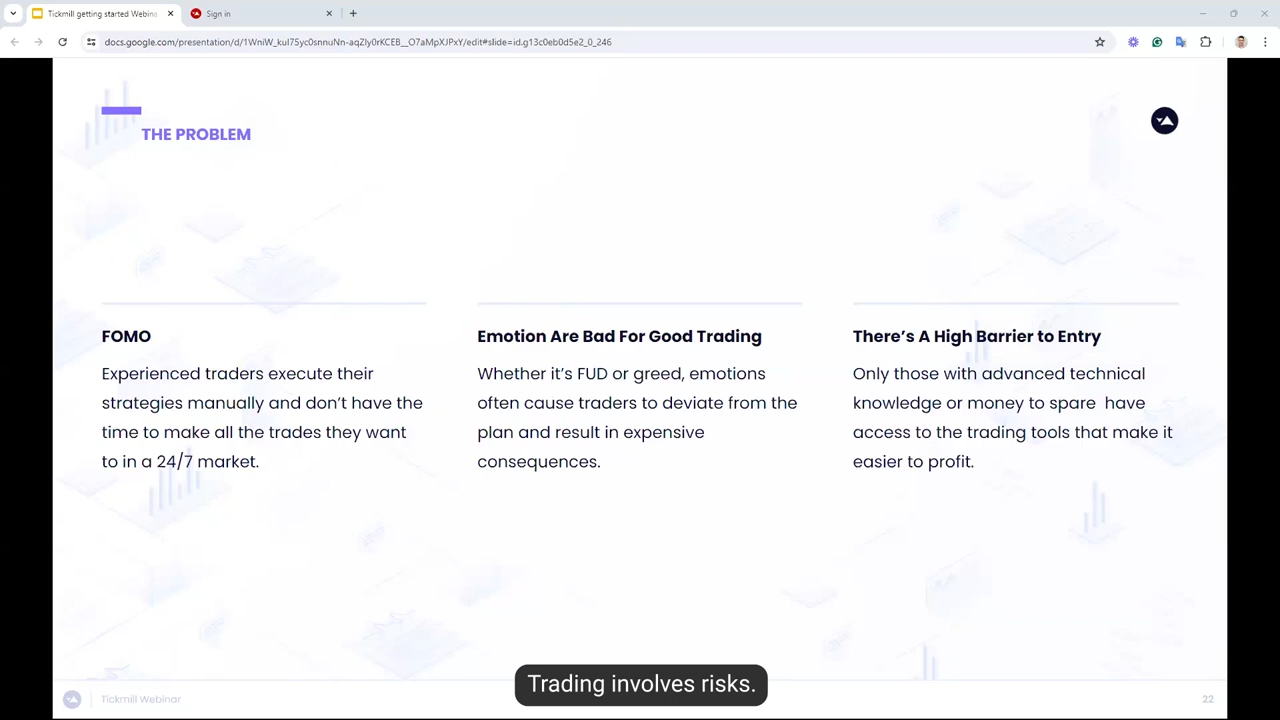 Tickmill getting started Webina
Sign in
docs.google.com/presentation/d/1WniW_kuI75yc0snnuNn-aqZly0rKCEB__O7aMpXJPxY/edit#slide=id.g13c0eb0d5e2_0_246
THE PROBLEM
FOMO
Experienced traders execute their
strategies manually and don’t have the
time to make all the trades they want
to in a 24/7 market.
Emotion Are Bad For Good Trading
Whether it’s FUD or greed, emotions
often cause traders to deviate from the
plan and result in expensive
consequences.
There’s A High Barrier to Entry
Only those with advanced technical
knowledge or money to spare have
access to the trading tools that make it
easier to profit.
Trading involves risks.
Tickmill Webinar
22